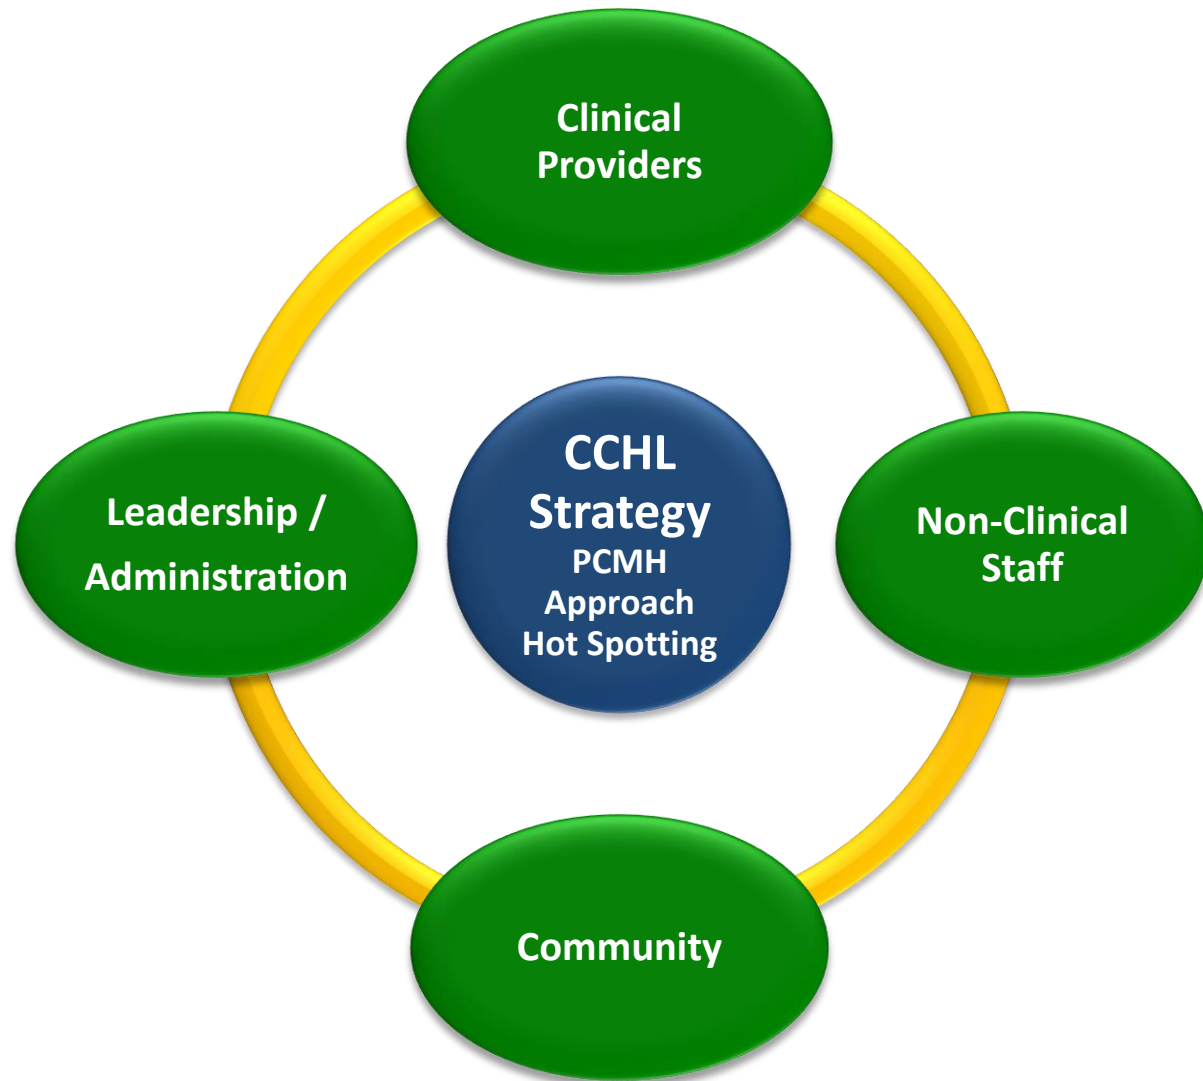 Clinical
Providers
Leadership /
Administration
CCHL
Strategy
PCMH
Approach
Hot Spotting
Non-Clinical
Staff
Community